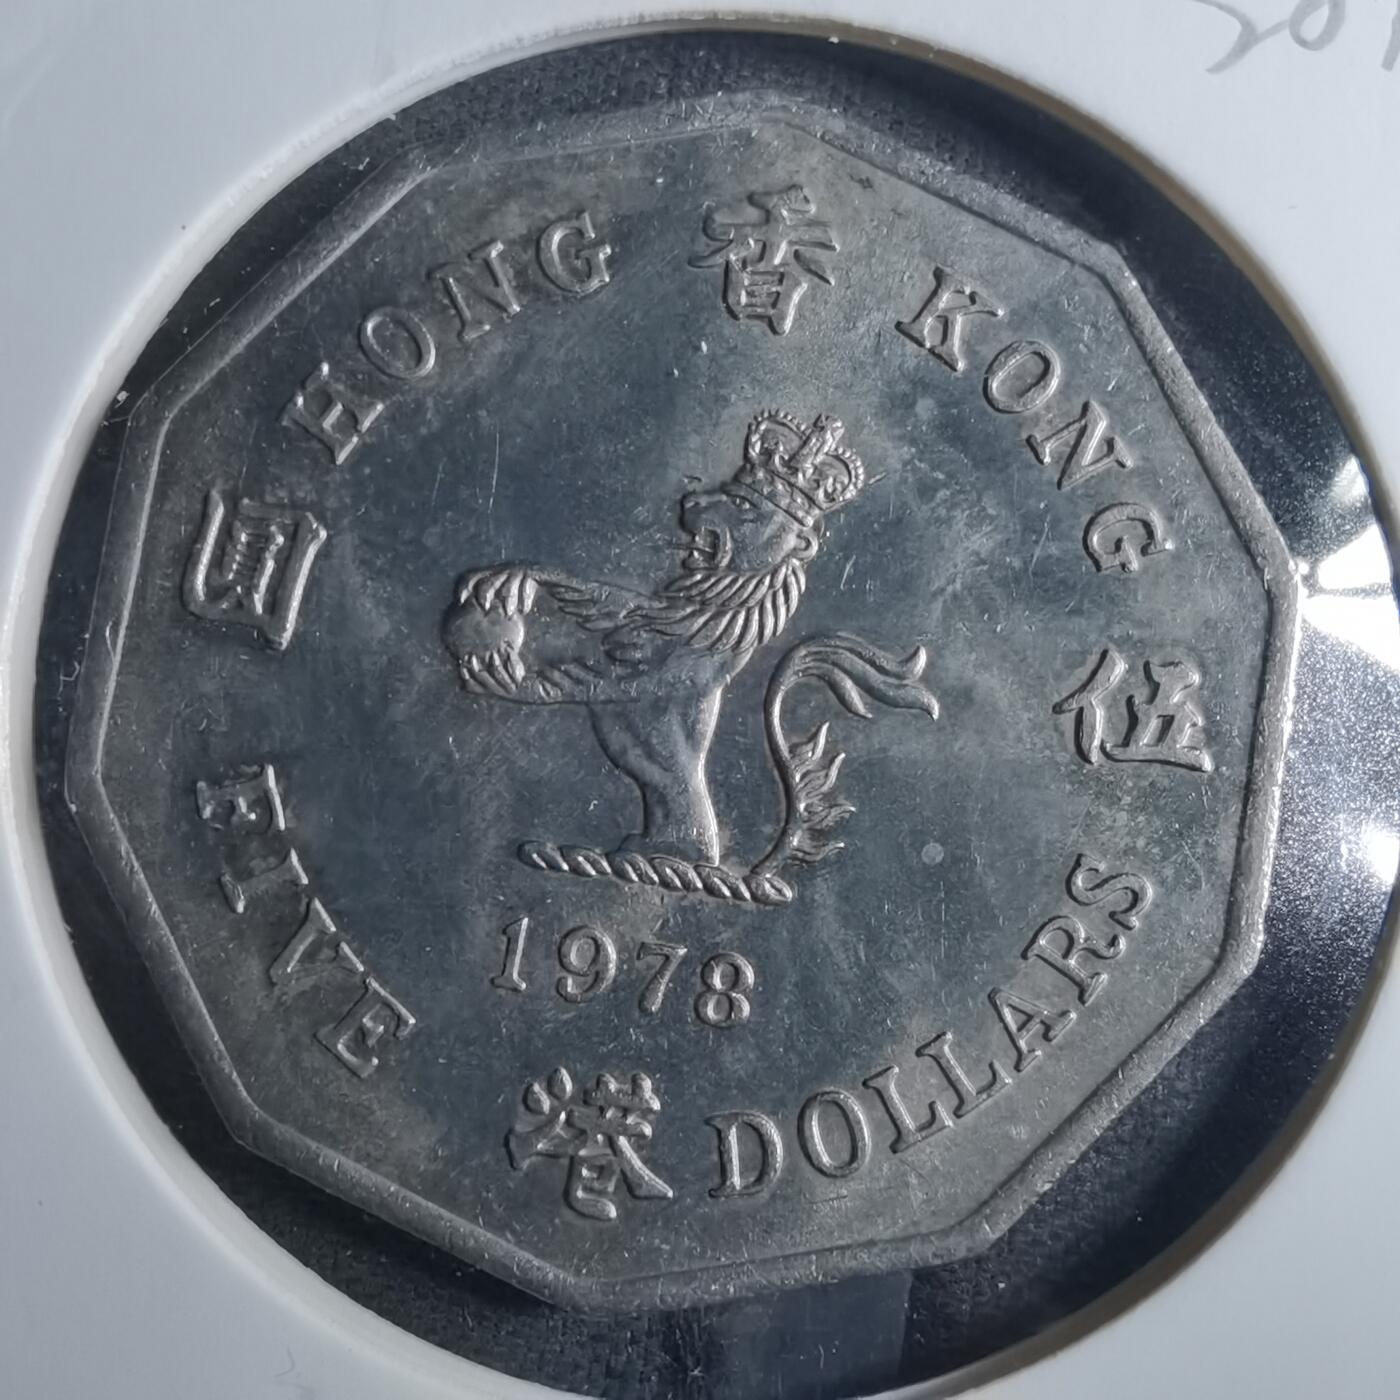 HONG 香 KONG
圓
伍
FIVE
DOLLARS
1978
港